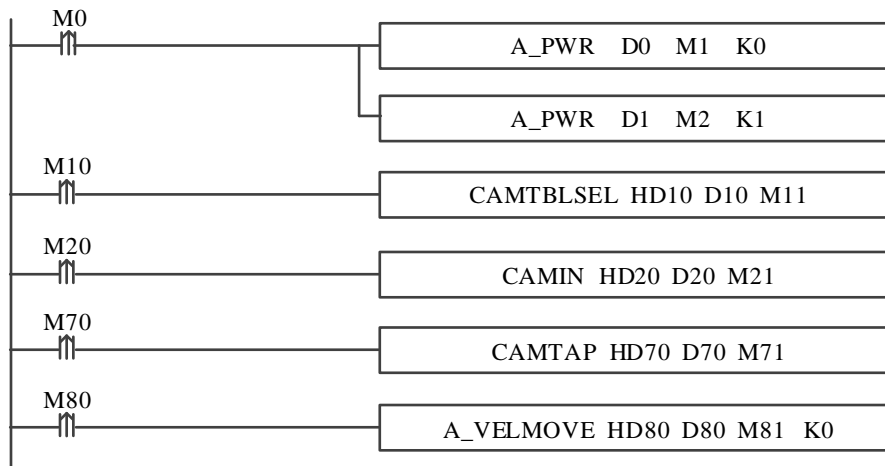 M0
A_PWR D0 M1 K0
A_PWR D1 M2 K1
M10
CAMTBLSEL HD10 D10 M11
M20
CAMIN HD20 D20 M21
M70
CAMTAP HD70 D70 M71
M80
A_VELMOVE HD80 D80 M81 K0